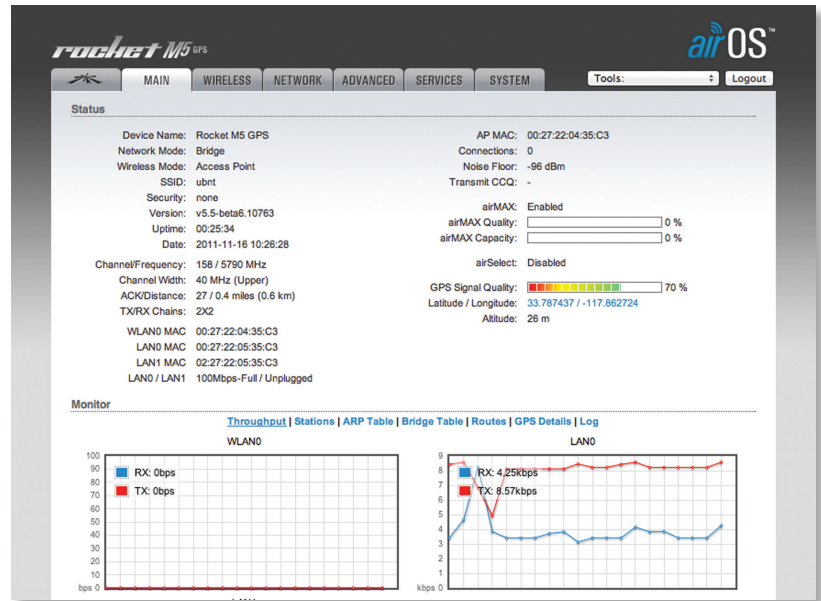 rocket M5 GPS
airOS™
MAIN WIRELESS NETWORK ADVANCED SERVICES SYSTEM Tools: Logout
Status
Device Name: Rocket M5 GPS
Network Mode: Bridge
Wireless Mode: Access Point
SSID: ubnt
Security: none
Version: v5.5-beta6.10763
Uptime: 00:25:34
Date: 2011-11-16 10:26:28
Channel/Frequency: 158 / 5790 MHz
Channel Width: 40 MHz (Upper)
ACK/Distance: 27 / 0.4 miles (0.6 km)
TX/RX Chains: 2X2
WLAN0 MAC 00:27:22:04:35:C3
LAN0 MAC 00:27:22:05:35:C3
LAN1 MAC 02:27:22:05:35:C3
LAN0 / LAN1 100Mbps-Full / Unplugged
AP MAC: 00:27:22:04:35:C3
Connections: 0
Noise Floor: -96 dBm
Transmit CCQ: -
airMAX: Enabled
airMAX Quality: 0 %
airMAX Capacity: 0 %
airSelect: Disabled
GPS Signal Quality: 70 %
Latitude / Longitude: 33.787437 / -117.862724
Altitude: 26 m
Monitor
Throughput | Stations | ARP Table | Bridge Table | Routes | GPS Details | Log
WLAN0
RX: 0bps
TX: 0bps
100
90
80
70
60
50
40
30
20
10
bps 0
LAN0
RX: 4.25kbps
TX: 8.57kbps
9
8
7
6
5
4
3
2
1
kbps 0